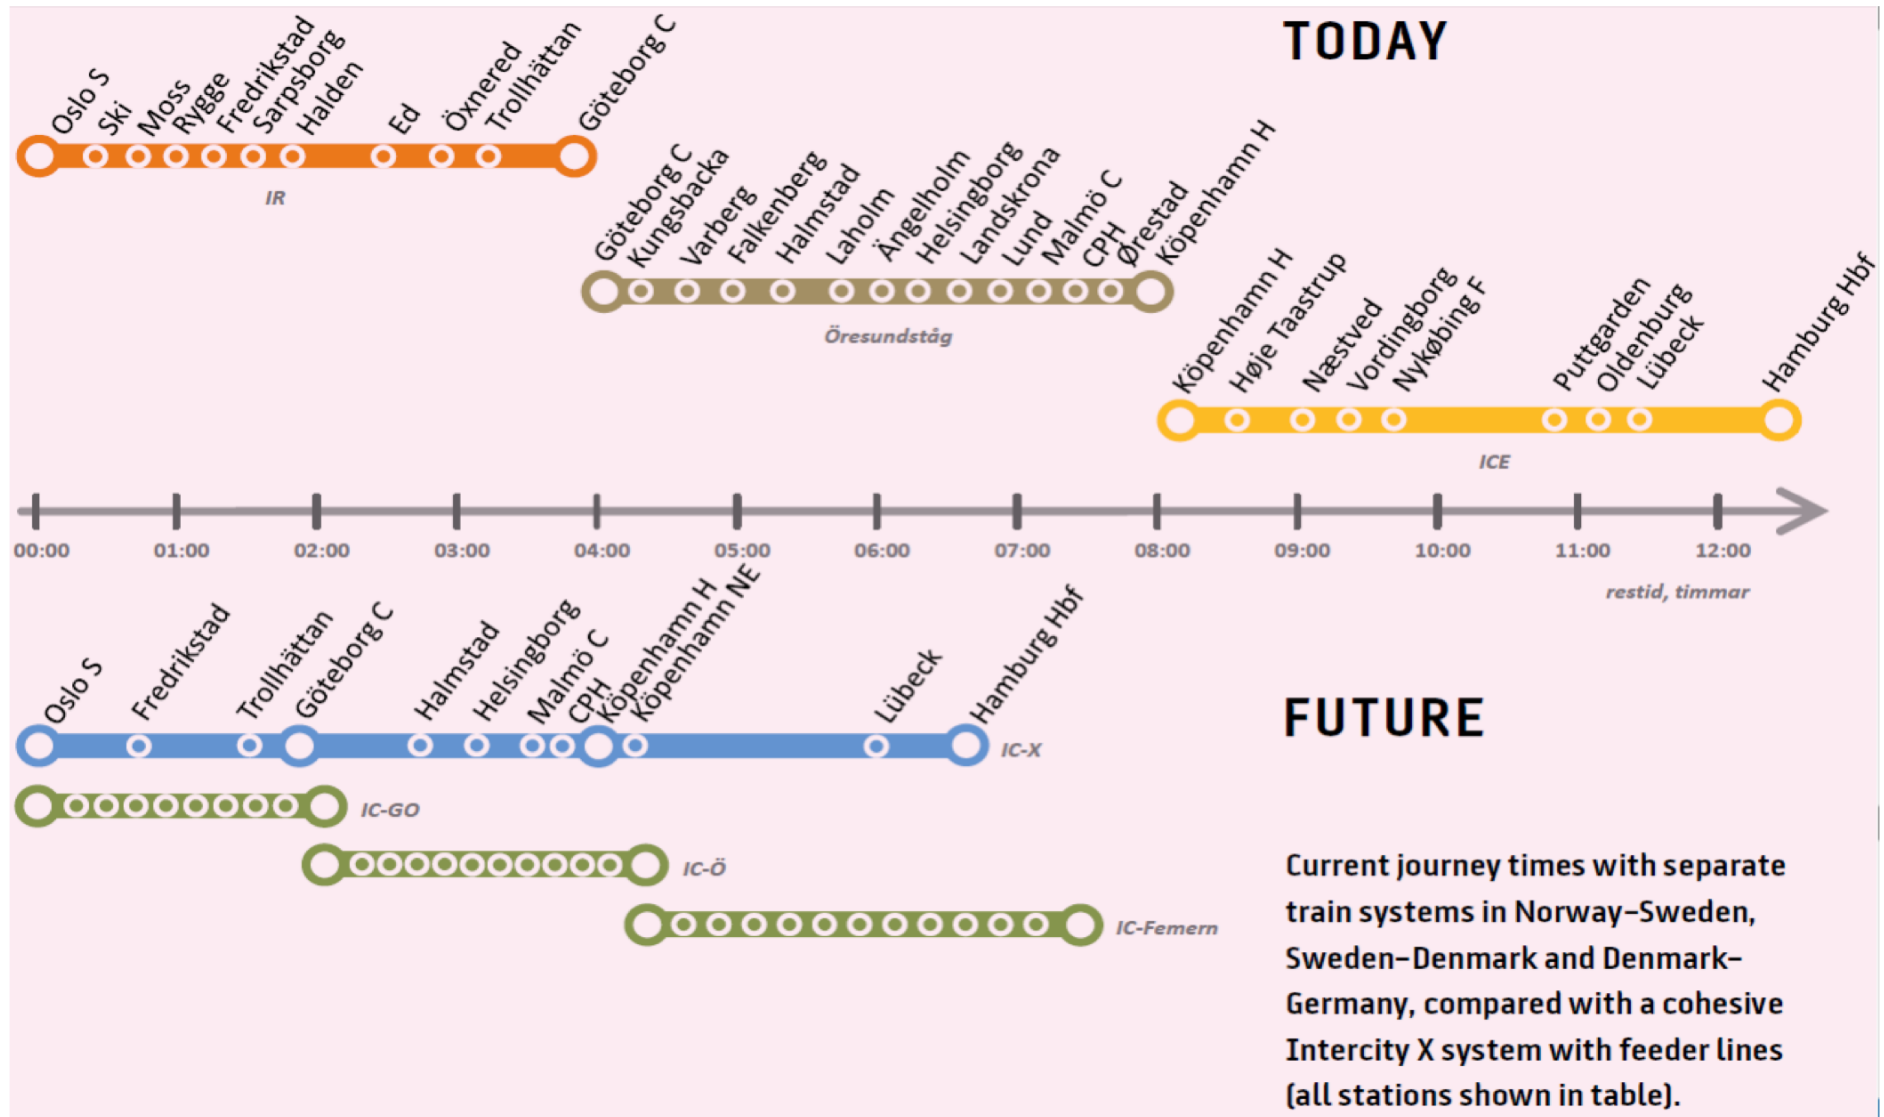 TODAY
Oslo S
Ski
Moss
Rygge
Fredrikstad
Sarpsborg
Halden
Ed
Öxnered
Trollhättan
Göteborg C
IR
Göteborg C
Kungsbacka
Varberg
Falkenberg
Halmstad
Laholm
Ängelholm
Helsingborg
Landskrona
Lund
Malmö C
CPH
Ørestad
Köpenhamn H
Öresundståg
Köpenhamn H
Høje Taastrup
Næstved
Vordingborg
Nykøbing F
Puttgarden
Oldenburg
Lübeck
Hamburg Hbf
ICE
00:00 01:00 02:00 03:00 04:00 05:00 06:00 07:00 08:00 09:00 10:00 11:00 12:00
restid, timmar
Oslo S
Fredrikstad
Trollhättan
Göteborg C
Halmstad
Helsingborg
Malmö C
CPH
Köpenhamn H
Köpenhamn NE
Lübeck
Hamburg Hbf
IC-X
IC-GO
IC-Ö
IC-Femern
FUTURE
Current journey times with separate
train systems in Norway–Sweden,
Sweden–Denmark and Denmark–
Germany, compared with a cohesive
Intercity X system with feeder lines
(all stations shown in table).